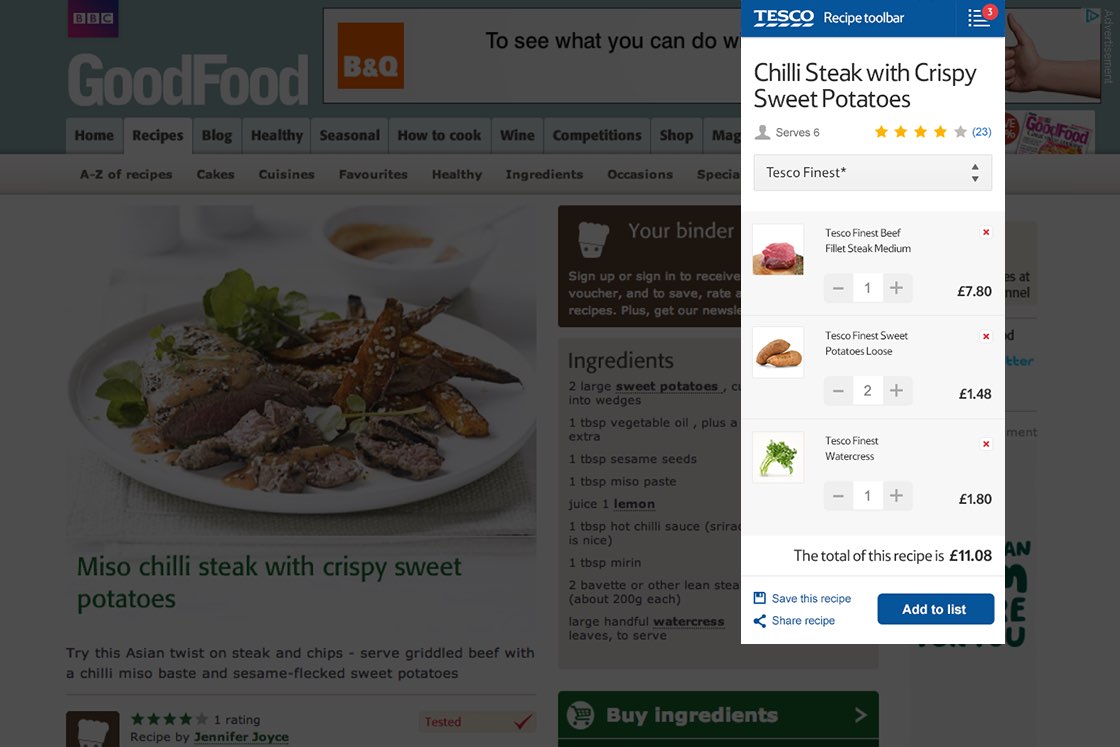 BBC
GoodFood
B&Q
To see what you can do w
Advertisement
Home
Recipes
Blog
Healthy
Seasonal
How to cook
Wine
Competitions
Shop
Mag
GoodFood
A-Z of recipes
Cakes
Cuisines
Favourites
Healthy
Ingredients
Occasions
Specia
Miso chilli steak with crispy sweet
potatoes
Try this Asian twist on steak and chips - serve griddled beef with
a chilli miso baste and sesame-flecked sweet potatoes
1 rating
Recipe by Jennifer Joyce
Tested
Your binder
Sign up or sign in to receive
voucher, and to save, rate a
recipes. Plus, get our newsle
Ingredients
2 large sweet potatoes , cu
into wedges
1 tbsp vegetable oil , plus a
extra
1 tbsp sesame seeds
1 tbsp miso paste
juice 1 lemon
1 tbsp hot chilli sauce (srirac
is nice)
1 tbsp mirin
2 bavette or other lean stea
(about 200g each)
large handful watercress
leaves, to serve
Buy ingredients
TESCO Recipe toolbar
3
Chilli Steak with Crispy
Sweet Potatoes
Serves 6
(23)
Tesco Finest*
Tesco Finest Beef
Fillet Steak Medium
1
£7.80
Tesco Finest Sweet
Potatoes Loose
2
£1.48
Tesco Finest
Watercress
1
£1.80
The total of this recipe is £11.08
Save this recipe
Share recipe
Add to list
es at
nnel
d
tter
ment
AN
M
RE
YOU